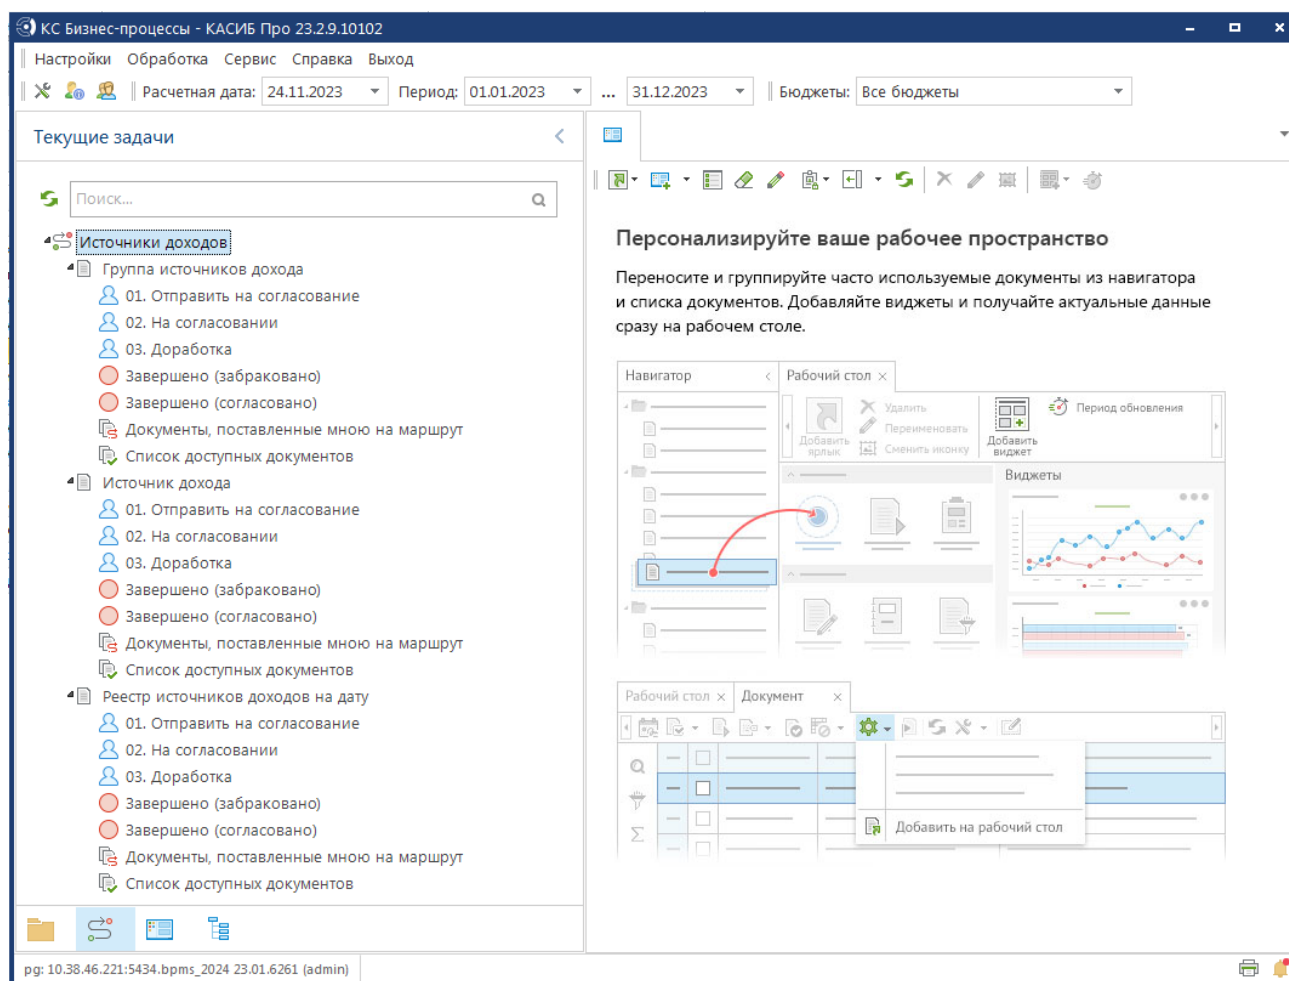 КС Бизнес-процессы - КАСИБ Про 23.2.9.10102
Настройки Обработка Сервис Справка Выход
Расчетная дата: 24.11.2023 Период: 01.01.2023 ... 31.12.2023 Бюджеты: Все бюджеты
Текущие задачи
Поиск...
Источники доходов
Группа источников дохода
01. Отправить на согласование
02. На согласовании
03. Доработка
Завершено (забраковано)
Завершено (согласовано)
Документы, поставленные мною на маршрут
Список доступных документов
Источник дохода
01. Отправить на согласование
02. На согласовании
03. Доработка
Завершено (забраковано)
Завершено (согласовано)
Документы, поставленные мною на маршрут
Список доступных документов
Реестр источников доходов на дату
01. Отправить на согласование
02. На согласовании
03. Доработка
Завершено (забраковано)
Завершено (согласовано)
Документы, поставленные мною на маршрут
Список доступных документов
Персонализируйте ваше рабочее пространство
Переносите и группируйте часто используемые документы из навигатора
и списка документов. Добавляйте виджеты и получайте актуальные данные
сразу на рабочем столе.
Навигатор
Рабочий стол
Добавить
ярлык
Удалить
Переименовать
Сменить иконку
Добавить
виджет
Период обновления
Виджеты
Рабочий стол
Документ
Добавить на рабочий стол
pg: 10.38.46.221:5434.bpms_2024 23.01.6261 (admin)